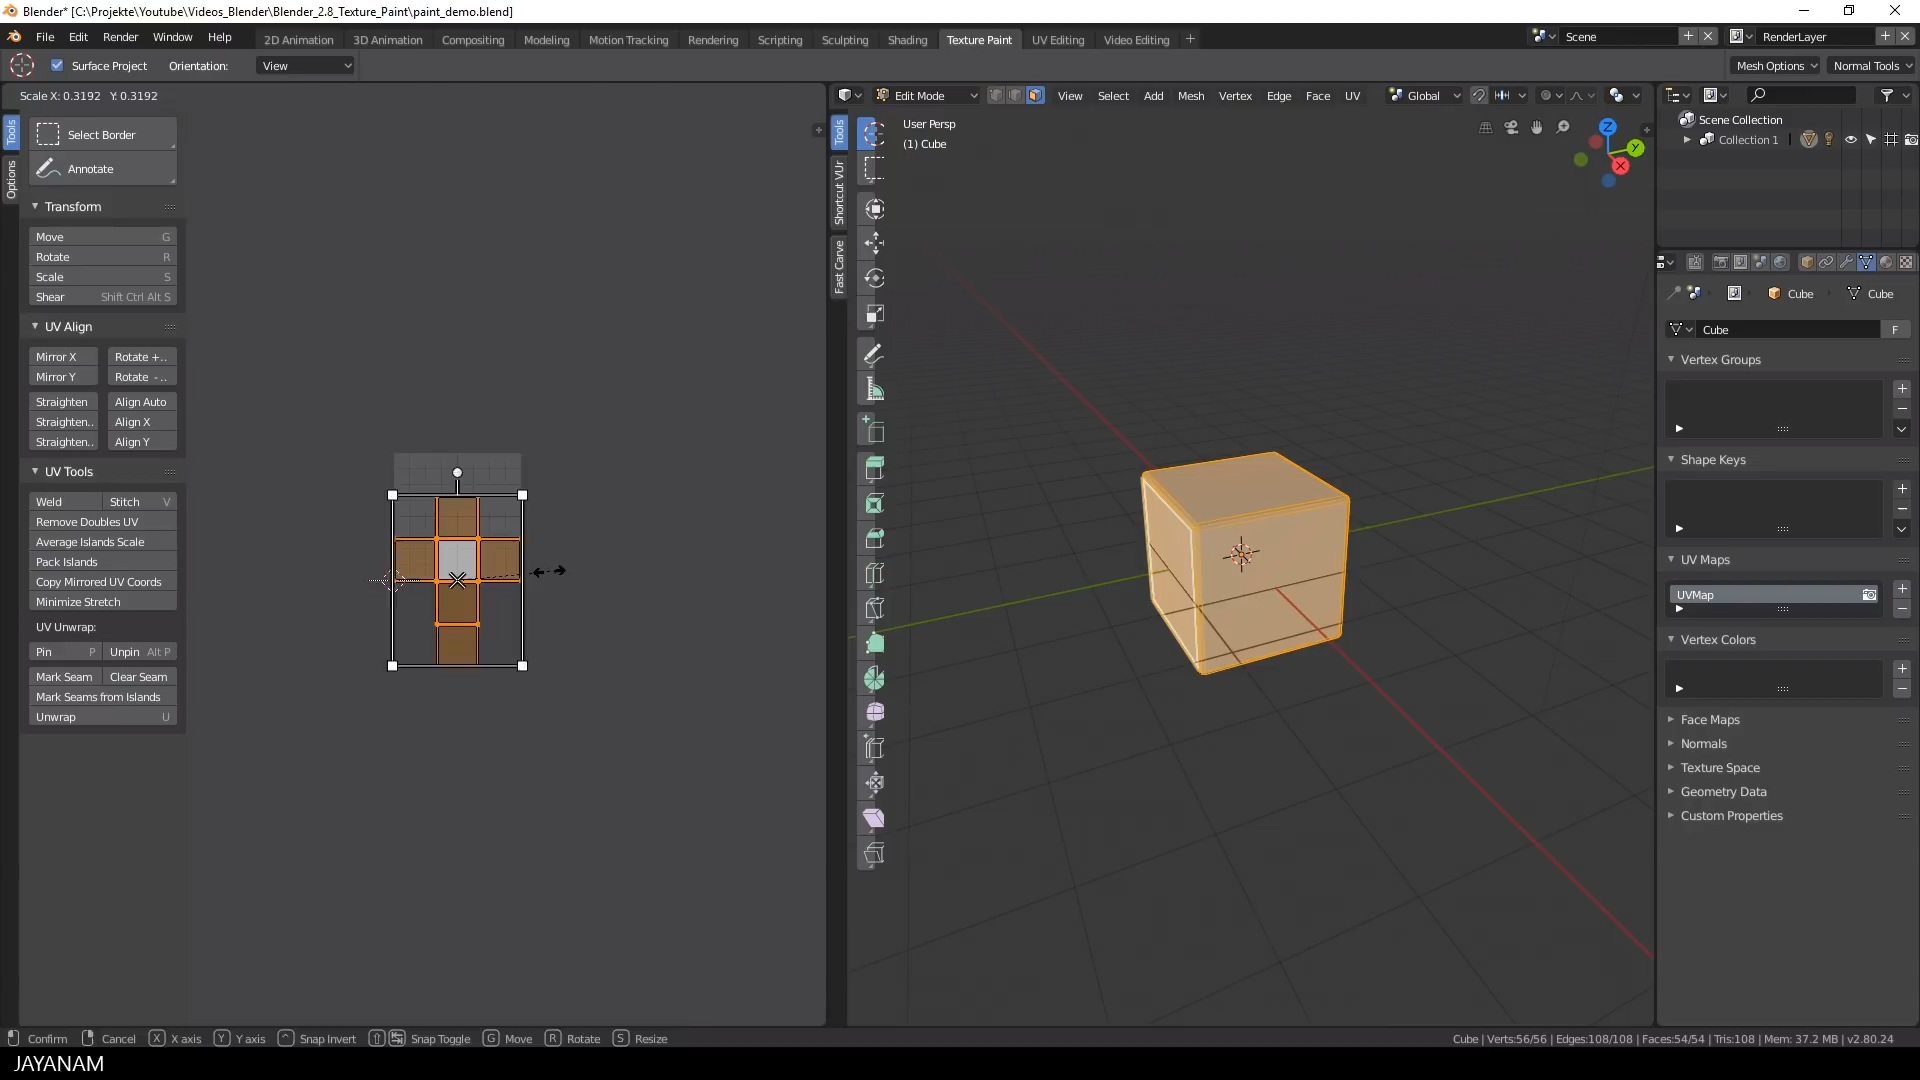 Blender* [C:\Projekte\Youtube\Videos_Blender\Blender_2.8_Texture_Paint\paint_demo.blend]
File Edit Render Window Help 2D Animation 3D Animation Compositing Modeling Motion Tracking Rendering Scripting Sculpting Shading Texture Paint UV Editing Video Editing + Scene RenderLayer
Surface Project Orientation: View Mesh Options Normal Tools
Scale X: 0.3192 Y: 0.3192
Edit Mode View Select Add Mesh Vertex Edge Face UV Global
Tools
Options
Select Border
Annotate
Transform
Move G
Rotate R
Scale S
Shear Shift Ctrl Alt S
UV Align
Mirror X Rotate +..
Mirror Y Rotate -..
Straighten Align Auto
Straighten.. Align X
Straighten.. Align Y
UV Tools
Weld Stitch V
Remove Doubles UV
Average Islands Scale
Pack Islands
Copy Mirrored UV Coords
Minimize Stretch
UV Unwrap:
Pin P Unpin Alt P
Mark Seam Clear Seam
Mark Seams from Islands
Unwrap U
Tools
Shortcut VUr
Fast Carve
User Persp
(1) Cube
Z
Y
X
Scene Collection
Collection 1
Cube Cube
Cube F
Vertex Groups
Shape Keys
UV Maps
UVMap
Vertex Colors
Face Maps
Normals
Texture Space
Geometry Data
Custom Properties
Confirm Cancel X X axis Y Y axis ^ Snap Invert Snap Toggle G Move R Rotate S Resize Cube | Verts:56/56 | Edges:108/108 | Faces:54/54 | Tris:108 | Mem: 37.2 MB | v2.80.24
JAYANAM